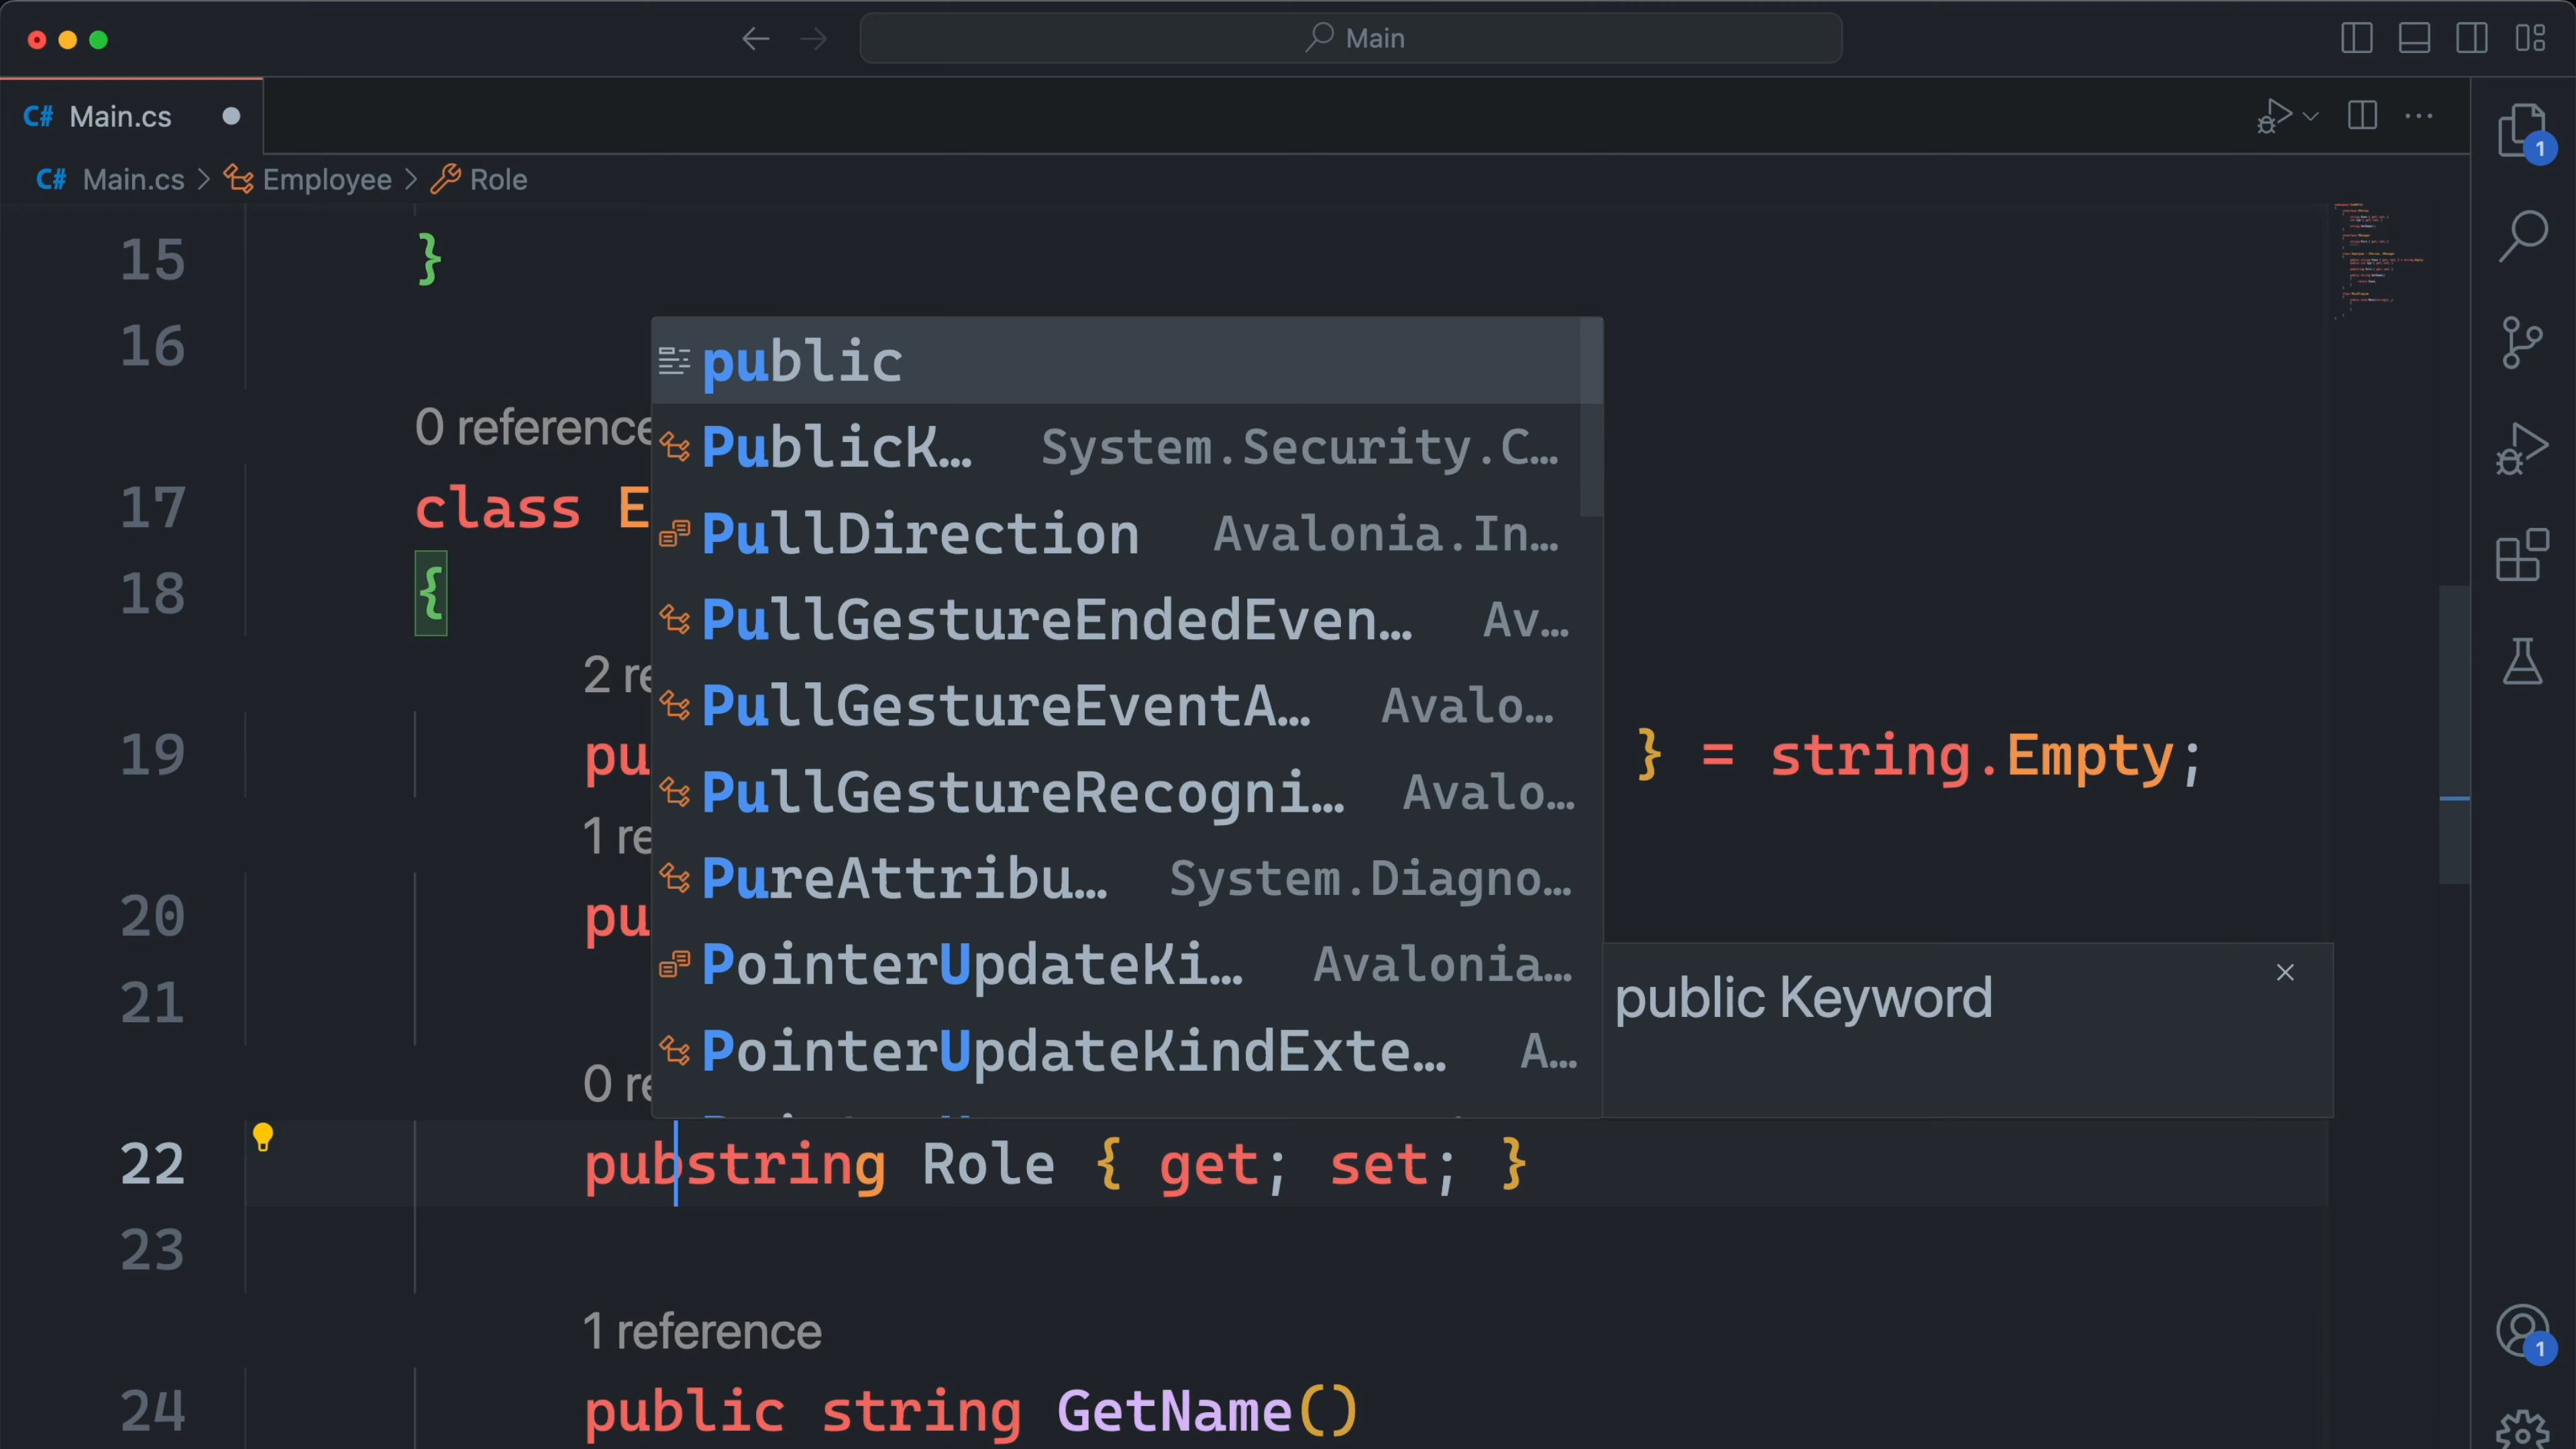 Main
C# Main.cs
C# Main.cs > Employee > Role
15 }
16
0 reference
17 class E
18 {
2 re
19 pu } = string.Empty;
1 re
20 pu
21
0 re
22 pubstring Role { get; set; }
23
1 reference
24 public string GetName()
public
PublicK… System.Security.C…
PullDirection Avalonia.In…
PullGestureEndedEven… Av…
PullGestureEventA… Avalo…
PullGestureRecogni… Avalo…
PureAttribu… System.Diagno…
PointerUpdateKi… Avalonia…
PointerUpdateKindExte… A…
public Keyword
1
1